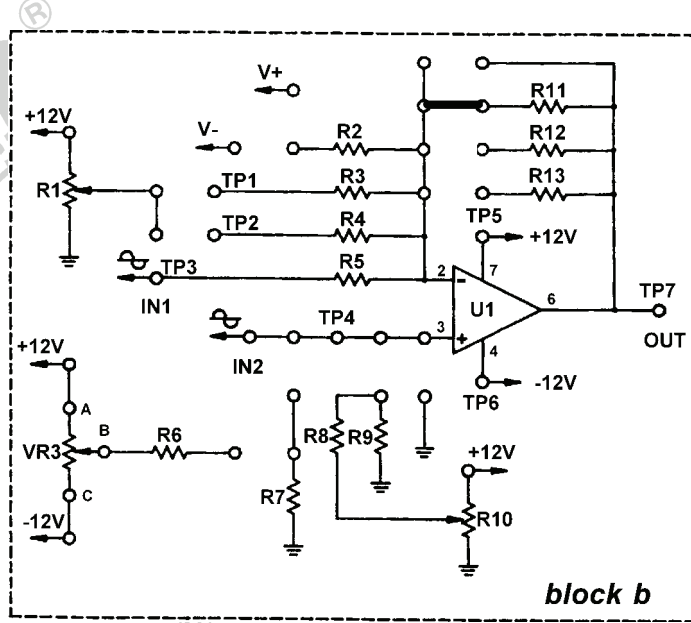 ®
V+
+12V
R11
V-
R2
R12
R1
TP1
R3
R13
TP2
R4
TP5
+12V
TP3
R5
2
-
7
IN1
U1
6
TP7
OUT
TP4
3
+
4
IN2
-12V
TP6
+12V
A
B
VR3
R6
C
-12V
R7
R8
R9
+12V
R10
block b